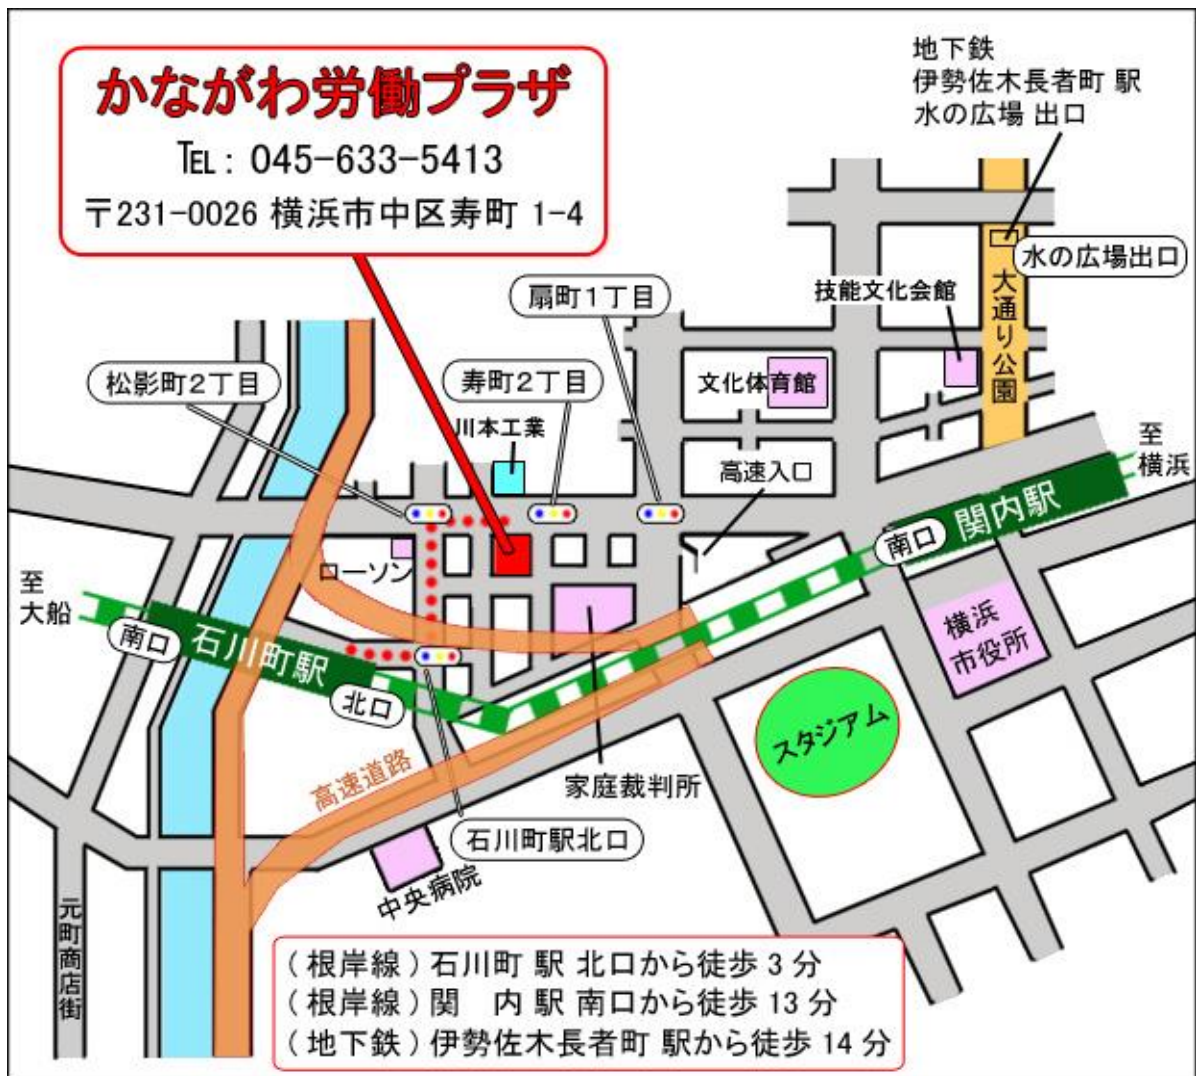 かながわ労働プラザ
TEL: 045-633-5413
〒231-0026 横浜市中区寿町 1-4
地下鉄
伊勢佐木長者町 駅
水の広場 出口
水の広場出口
大通り公園
技能文化会館
扇町1丁目
松影町2丁目
寿町2丁目
文化体育館
川本工業
高速入口
至
横浜
関内駅
南口
ローソン
至
大船
南口
石川町駅
北口
横浜
市役所
スタジアム
高速道路
家庭裁判所
石川町駅北口
中央病院
元町商店街
(根岸線) 石川町 駅 北口から徒歩 3 分
(根岸線) 関 内 駅 南口から徒歩 13 分
(地下鉄) 伊勢佐木長者町 駅から徒歩 14 分